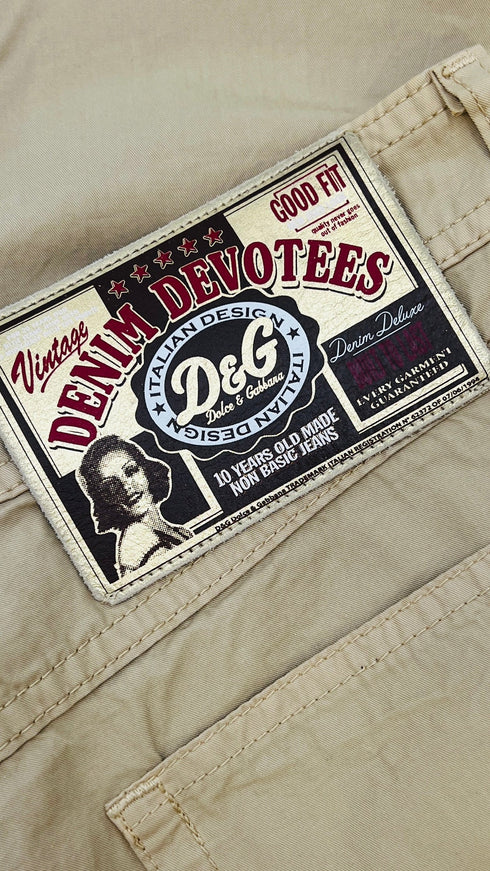 GOOD FIT
quality never goes
out of fashion
Vintage
DENIM DEVOTEES
ITALIAN DESIGN
D&G
Dolce & Gabbana
ITALIAN DESIGN
Denim Deluxe
EVERY GARMENT
GUARANTEED
10 YEARS OLD MADE
NON BASIC JEANS
D&G Dolce & Gabbana TRADEMARK ITALIAN REGISTRATION N° 62372 OF 07/06/1994